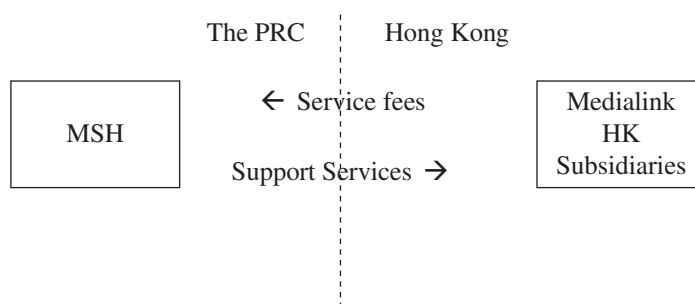 The PRC Hong Kong
← Service fees
MSH
Medialink
HK
Subsidiaries
Support Services →